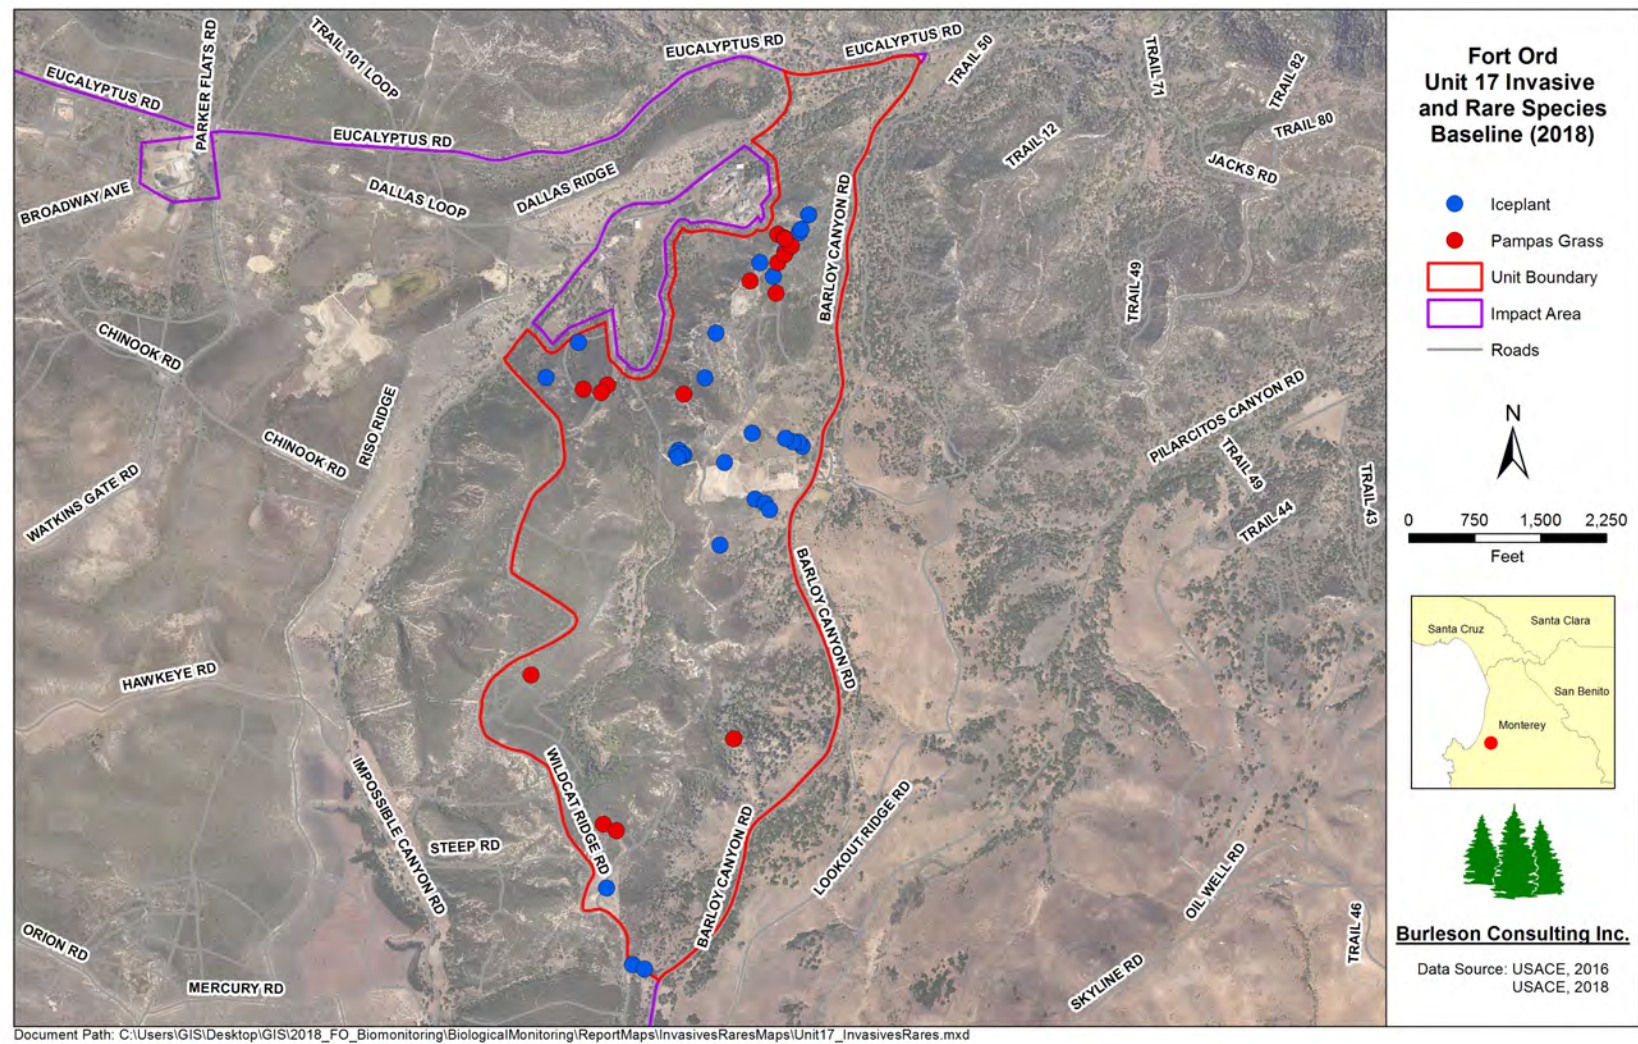 EUCALYPTUS RD
PARKER FLATS RD
TRAIL 101 LOOP
EUCALYPTUS RD
EUCALYPTUS RD
TRAIL 50
TRAIL 71
TRAIL 82
TRAIL 80
TRAIL 12
JACKS RD
EUCALYPTUS RD
BROADWAY AVE
DALLAS LOOP
DALLAS RIDGE
BARLOY CANYON RD
TRAIL 49
CHINOOK RD
CHINOOK RD
RISO RIDGE
WATKINS GATE RD
PILARCITOS CANYON RD
TRAIL 49
TRAIL 44
TRAIL 43
BARLOY CANYON RD
HAWKEYE RD
IMPOSSIBLE CANYON RD
WILDCAT RIDGE RD
STEEP RD
BARLOY CANYON RD
LOOKOUT RIDGE RD
OIL WELL RD
TRAIL 46
ORION RD
MERCURY RD
SKYLINE RD
Fort Ord
Unit 17 Invasive
and Rare Species
Baseline (2018)
Iceplant
Pampas Grass
Unit Boundary
Impact Area
Roads
N
0 750 1,500 2,250
Feet
Santa Cruz
Santa Clara
San Benito
Monterey
Burleson Consulting Inc.
Data Source: USACE, 2016
USACE, 2018
Document Path: C:\Users\GIS\Desktop\GIS\2018_FO_Biomonitoring\BiologicalMonitoring\ReportMaps\InvasivesRaresMaps\Unit17_InvasivesRares.mxd